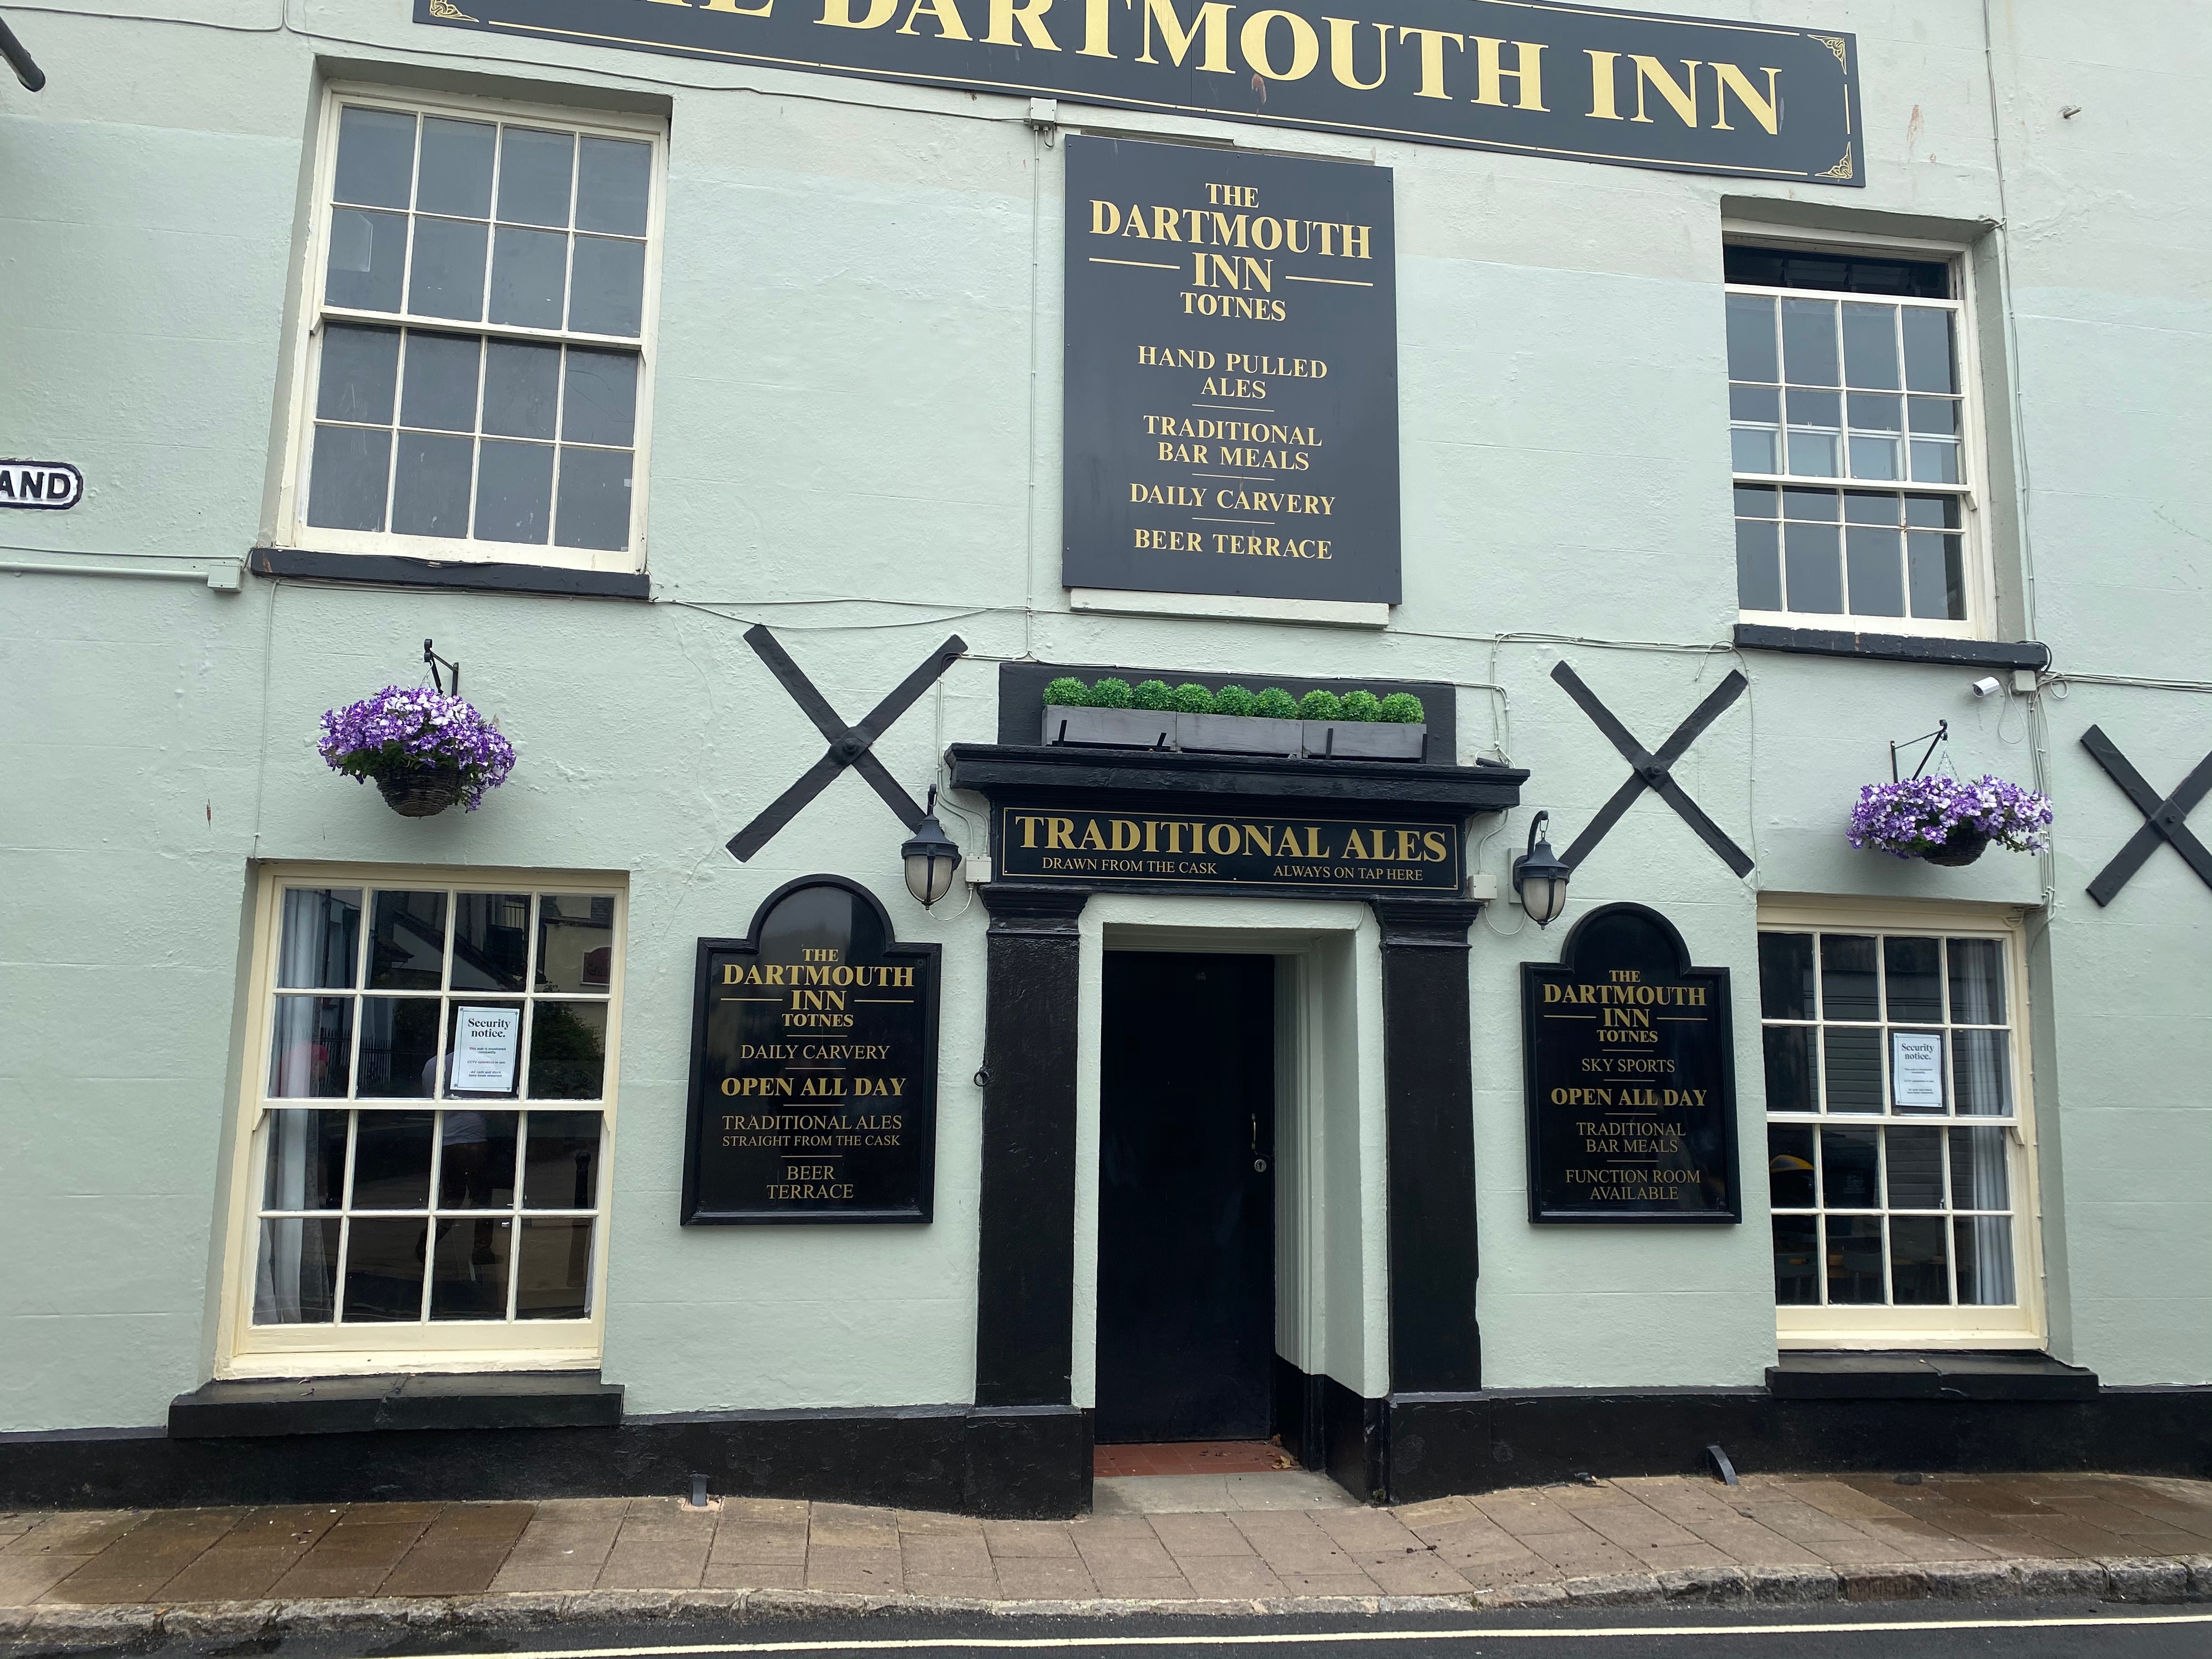 THE DARTMOUTH INN
THE
DARTMOUTH
INN
TOTNES
HAND PULLED
ALES
TRADITIONAL
BAR MEALS
DAILY CARVERY
BEER TERRACE
AND
TRADITIONAL ALES
DRAWN FROM THE CASK ALWAYS ON TAP HERE
THE
DARTMOUTH
INN
TOTNES
DAILY CARVERY
OPEN ALL DAY
TRADITIONAL ALES
STRAIGHT FROM THE CASK
BEER
TERRACE
THE
DARTMOUTH
INN
TOTNES
SKY SPORTS
OPEN ALL DAY
TRADITIONAL
BAR MEALS
FUNCTION ROOM
AVAILABLE
Security
notice.
Security
notice.